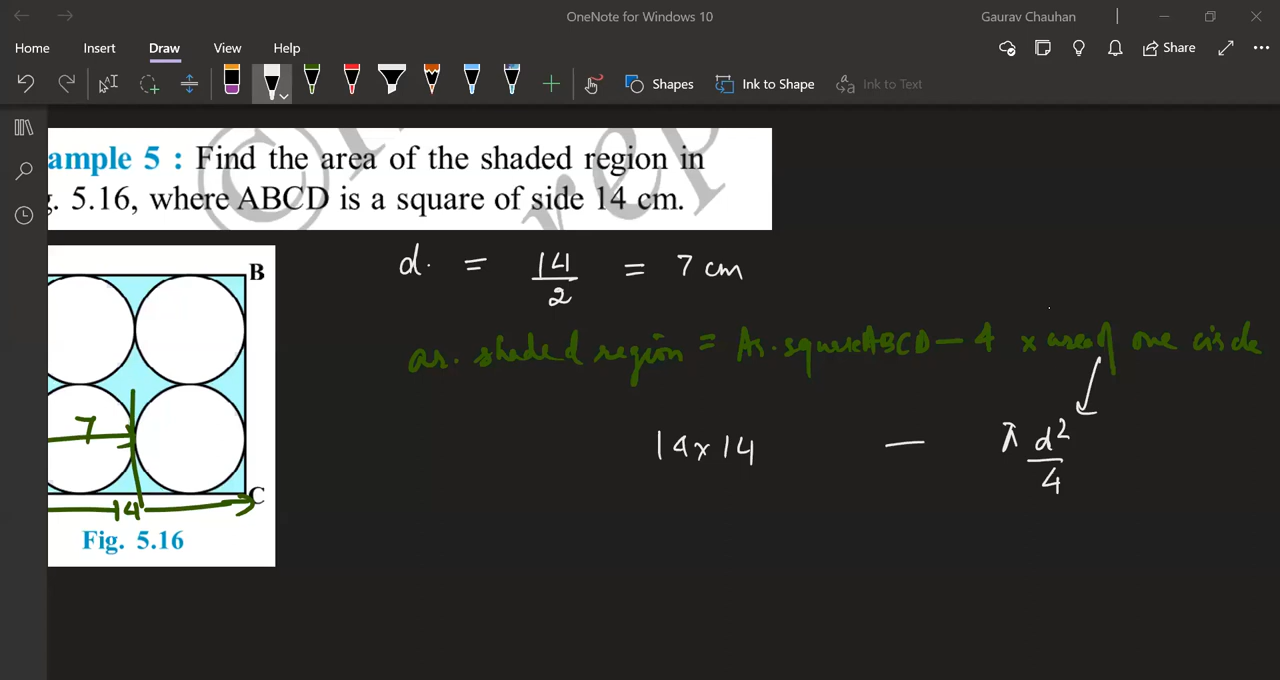 OneNote for Windows 10
Gaurav Chauhan
Home Insert Draw View Help
Share
Shapes Ink to Shape Ink to Text
ample 5 : Find the area of the shaded region in
g. 5.16, where ABCD is a square of side 14 cm.
d. = 14/2 = 7 cm
B
ar. shaded region = Ar. squareABCD - 4 x area of one circle
7
14 x 14 - π d²/4
C
14
Fig. 5.16